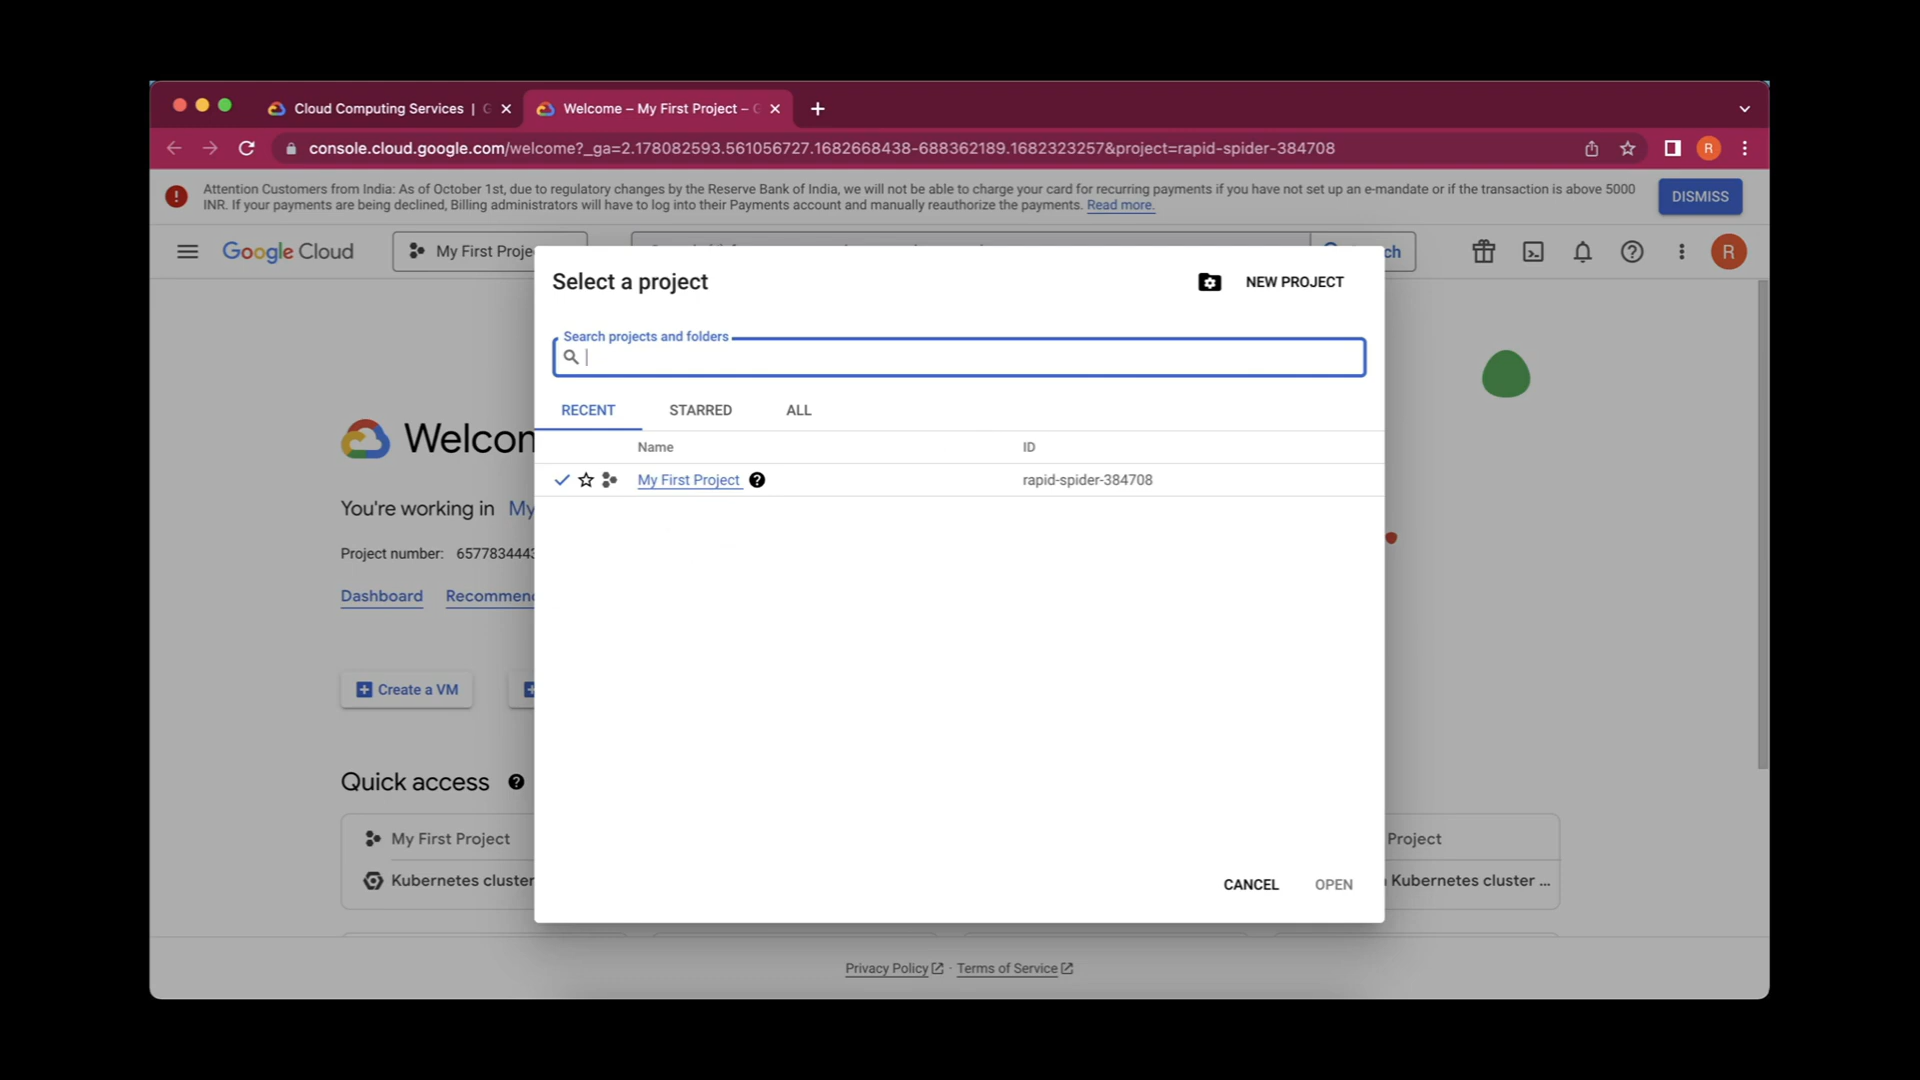 Cloud Computing Services | G
Welcome – My First Project – G
console.cloud.google.com/welcome?_ga=2.178082593.561056727.1682668438-688362189.1682323257&project=rapid-spider-384708
R
Attention Customers from India: As of October 1st, due to regulatory changes by the Reserve Bank of India, we will not be able to charge your card for recurring payments if you have not set up an e-mandate or if the transaction is above 5000
INR. If your payments are being declined, Billing administrators will have to log into their Payments account and manually reauthorize the payments. Read more.
DISMISS
Google Cloud
My First Proje
ch
R
Select a project
NEW PROJECT
Search projects and folders
RECENT STARRED ALL
Name ID
My First Project rapid-spider-384708
Welcon
You're working in My
Project number: 6577834443
Dashboard Recommend
Create a VM
Quick access
My First Project
Project
Kubernetes cluster
Kubernetes cluster ...
CANCEL OPEN
Privacy Policy · Terms of Service